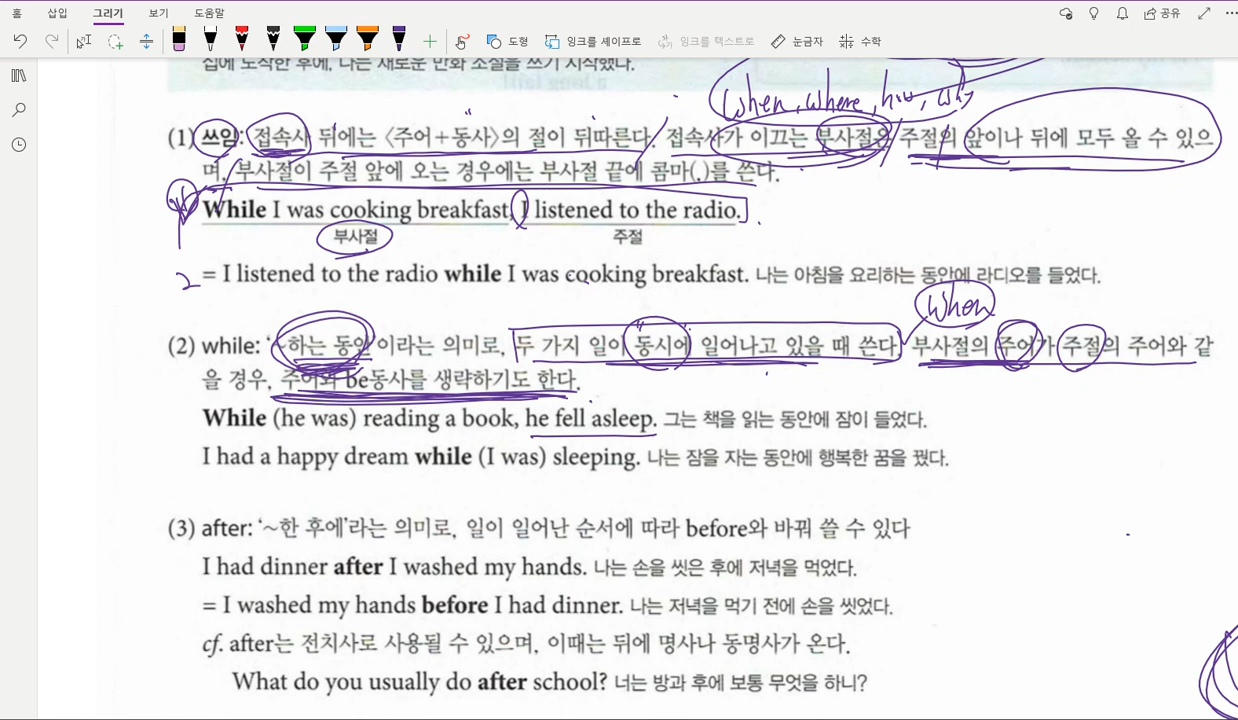 홈 삽입 그리기 보기 도움말 공유
도형 잉크를 셰이프로 잉크를 텍스트로 눈금자 수학
집에 도착한 후에, 나는 새로운 만화 소설을 쓰기 시작했다.
when, where, how, why
(1) 쓰임: 접속사 뒤에는 〈주어+동사〉의 절이 뒤따른다. 접속사가 이끄는 부사절은 주절의 앞이나 뒤에 모두 올 수 있으
며, 부사절이 주절 앞에 오는 경우에는 부사절 끝에 콤마(,)를 쓴다.
While I was cooking breakfast, I listened to the radio.
부사절 주절
2 = I listened to the radio while I was cooking breakfast. 나는 아침을 요리하는 동안에 라디오를 들었다.
when
(2) while: ‘~하는 동안’이라는 의미로, 두 가지 일이 동시에 일어나고 있을 때 쓴다. 부사절의 주어가 주절의 주어와 같
을 경우, 주어와 be동사를 생략하기도 한다.
While (he was) reading a book, he fell asleep. 그는 책을 읽는 동안에 잠이 들었다.
I had a happy dream while (I was) sleeping. 나는 잠을 자는 동안에 행복한 꿈을 꿨다.
(3) after: ‘~한 후에’라는 의미로, 일이 일어난 순서에 따라 before와 바꿔 쓸 수 있다
I had dinner after I washed my hands. 나는 손을 씻은 후에 저녁을 먹었다.
= I washed my hands before I had dinner. 나는 저녁을 먹기 전에 손을 씻었다.
cf. after는 전치사로 사용될 수 있으며, 이때는 뒤에 명사나 동명사가 온다.
What do you usually do after school? 너는 방과 후에 보통 무엇을 하니?